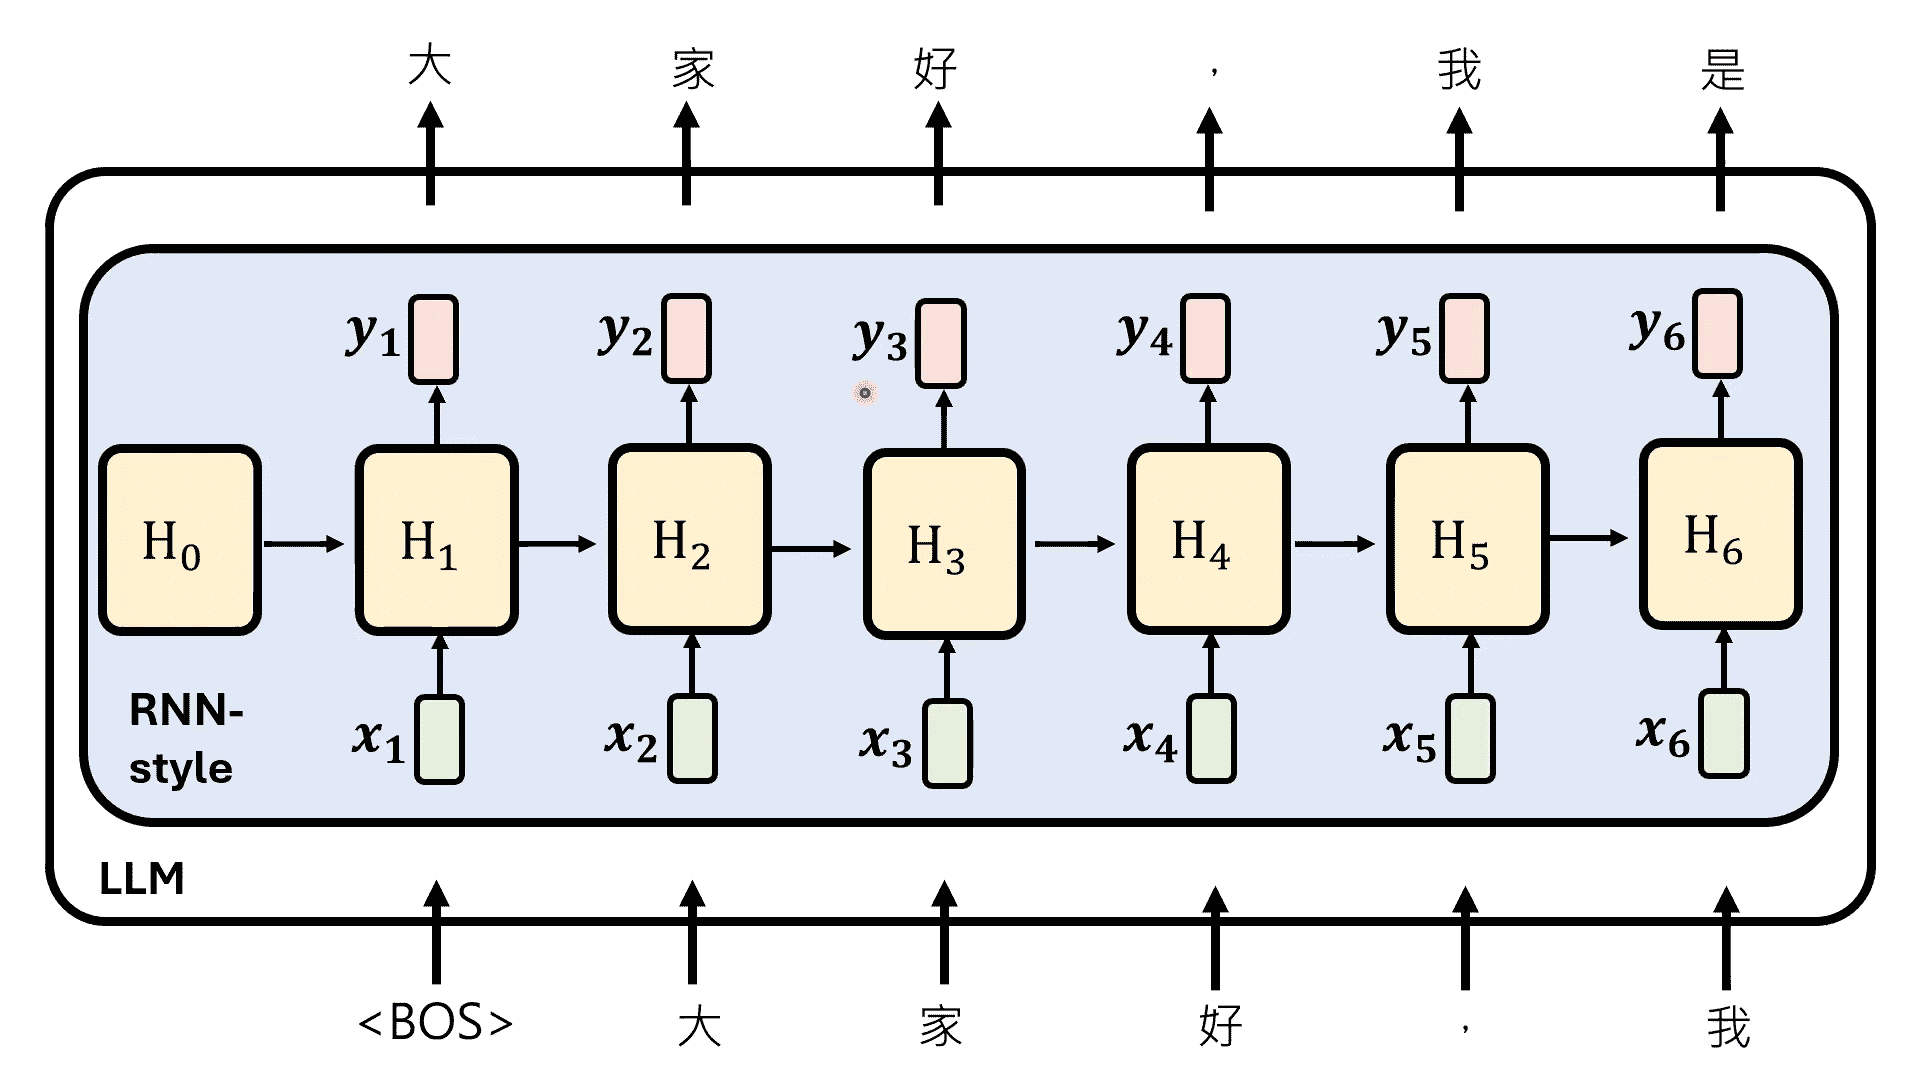 大 家 好 , 我 是
y₁ y₂ y₃ y₄ y₅ y₆
H₀ H₁ H₂ H₃ H₄ H₅ H₆
RNN-
style
x₁ x₂ x₃ x₄ x₅ x₆
LLM
<BOS> 大 家 好 , 我